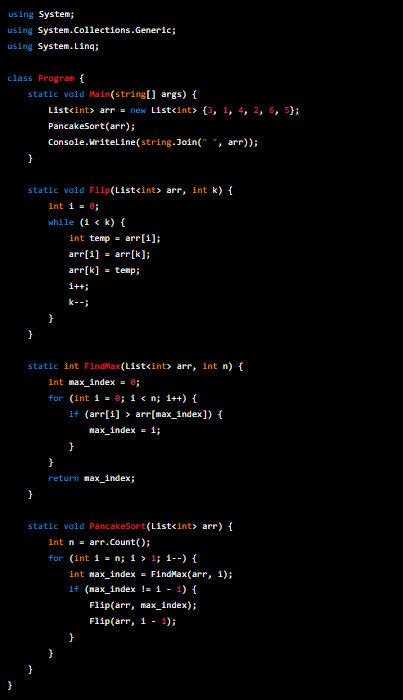 using System;
using System.Collections.Generic;
using System.Linq;
class Program {
    static void Main(string[] args) {
        List<int> arr = new List<int> {3, 1, 4, 2, 6, 5};
        PancakeSort(arr);
        Console.WriteLine(string.Join(" ", arr));
    }
    static void Flip(List<int> arr, int k) {
        int i = 0;
        while (i < k) {
            int temp = arr[i];
            arr[i] = arr[k];
            arr[k] = temp;
            i++;
            k--;
        }
    }
    static int FindMax(List<int> arr, int n) {
        int max_index = 0;
        for (int i = 0; i < n; i++) {
            if (arr[i] > arr[max_index]) {
                max_index = i;
            }
        }
        return max_index;
    }
    static void PancakeSort(List<int> arr) {
        int n = arr.Count();
        for (int i = n; i > 1; i--) {
            int max_index = FindMax(arr, i);
            if (max_index != i - 1) {
                Flip(arr, max_index);
                Flip(arr, i - 1);
            }
        }
    }
}